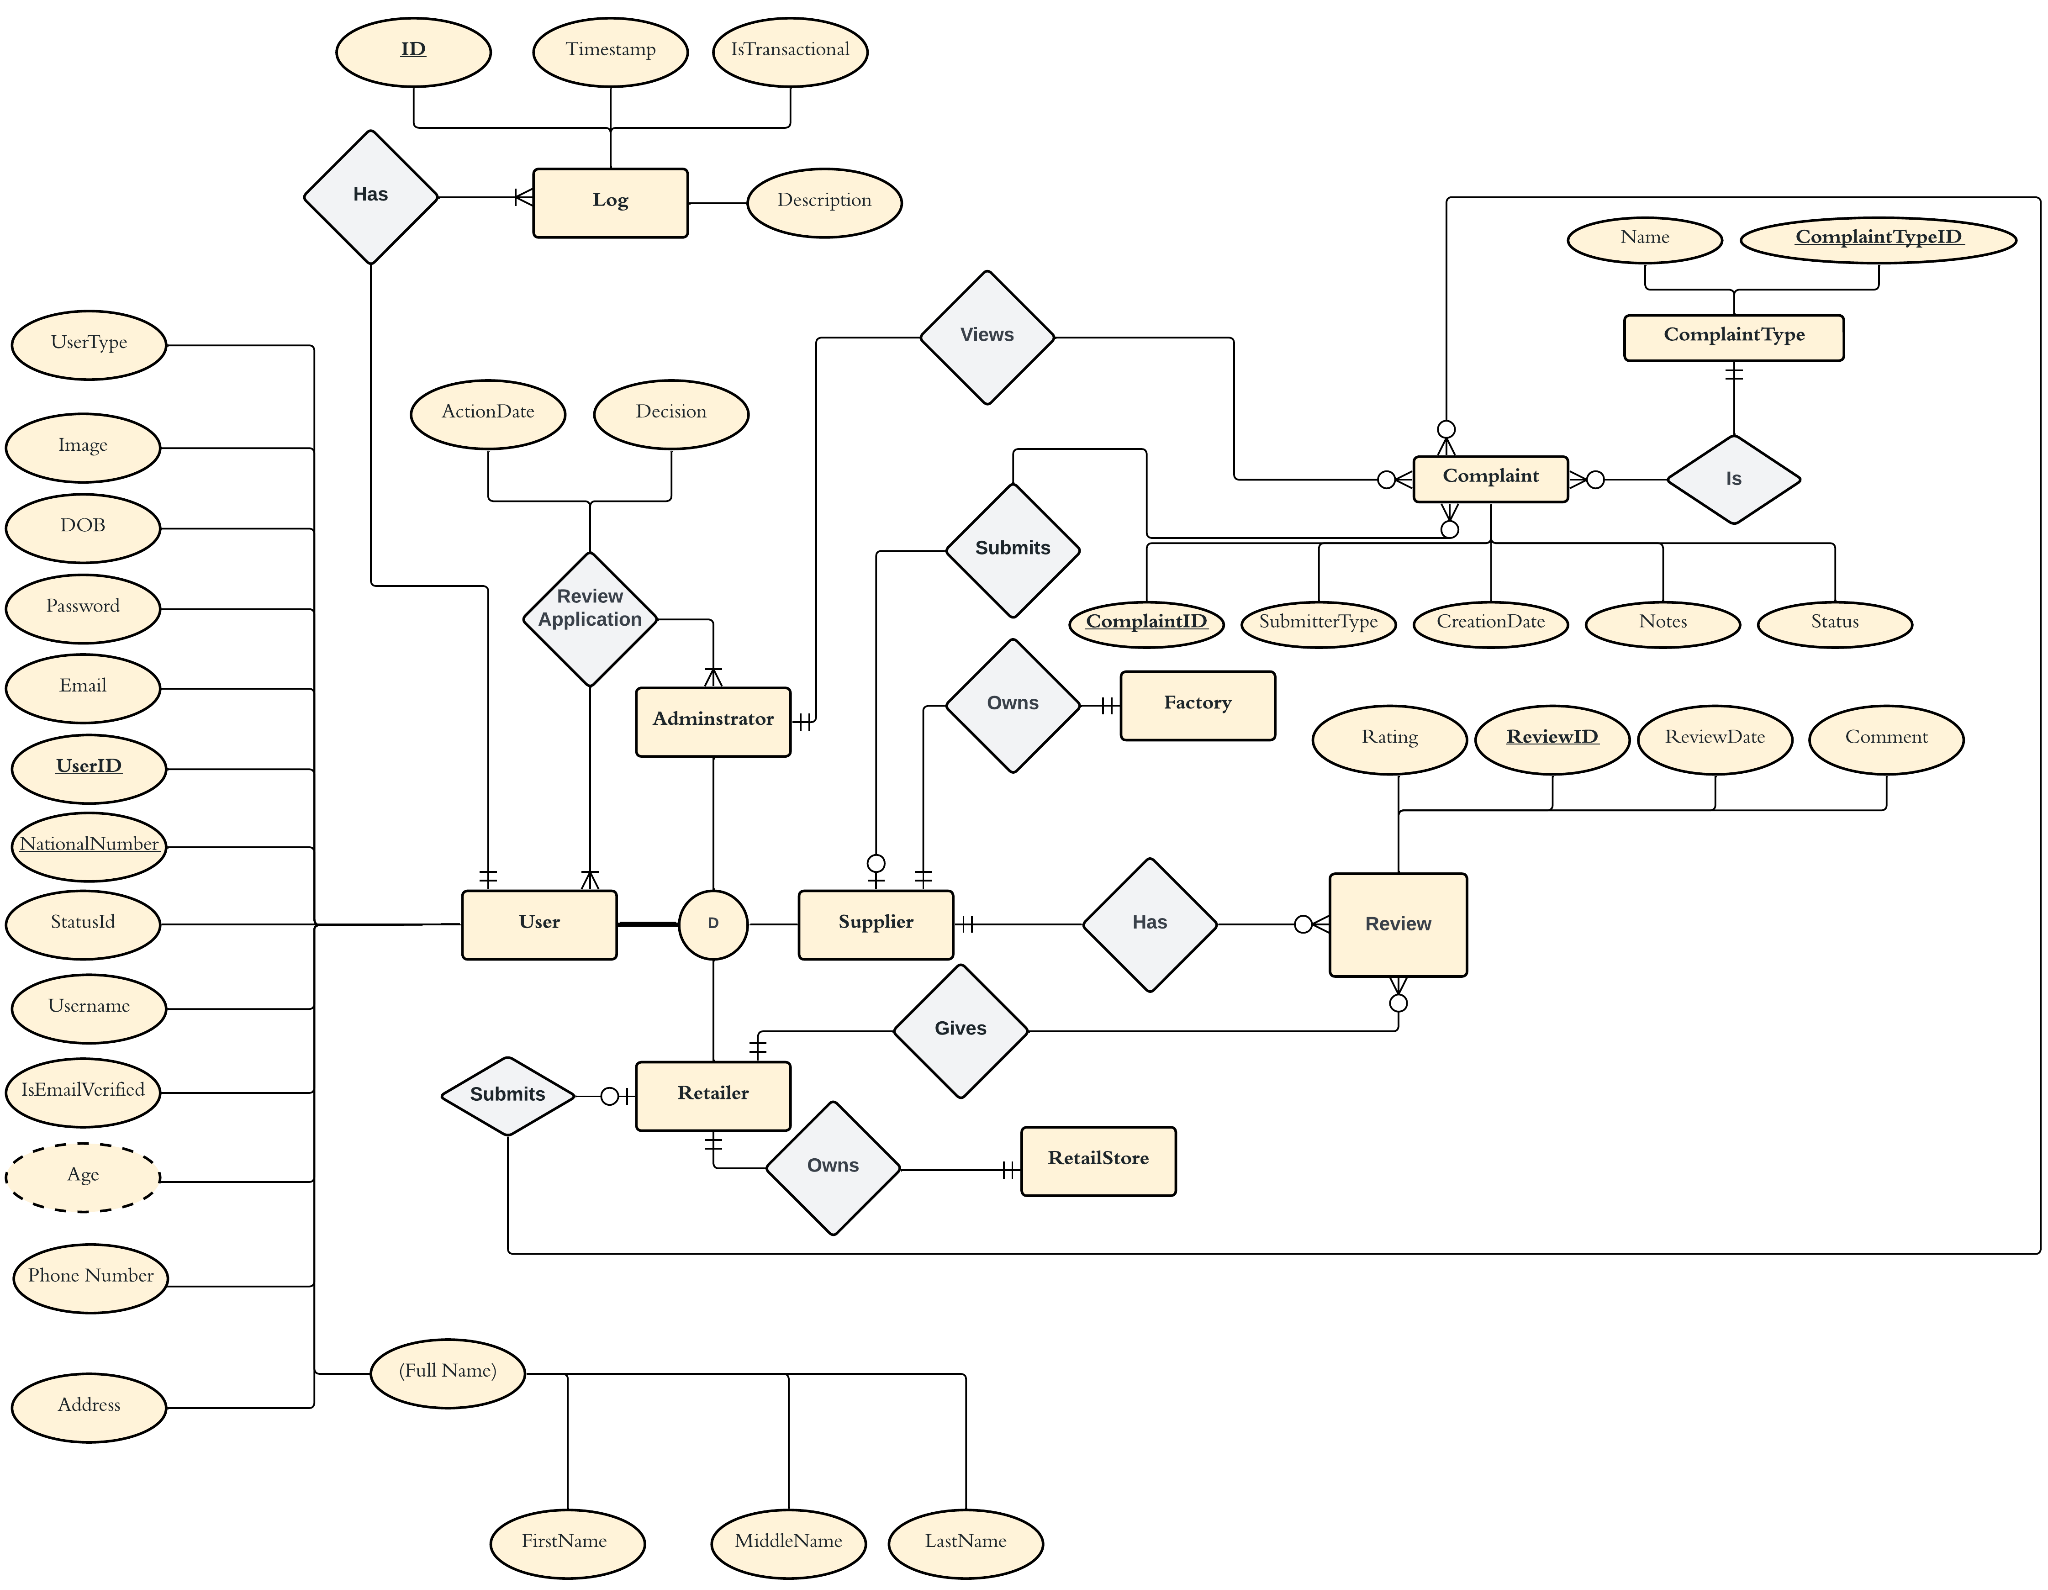 ID
Timestamp
IsTransactional
Has
Log
Description
Name
ComplaintTypeID
UserType
Views
ComplaintType
ActionDate
Decision
Image
Complaint
Is
DOB
Submits
Password
Review
Application
ComplaintID
SubmitterType
CreationDate
Notes
Status
Email
Adminstrator
Owns
Factory
UserID
Rating
ReviewID
ReviewDate
Comment
NationalNumber
StatusId
User
D
Supplier
Has
Review
Username
Gives
IsEmailVerified
Submits
Retailer
Age
Owns
RetailStore
Phone Number
Address
(Full Name)
FirstName
MiddleName
LastName